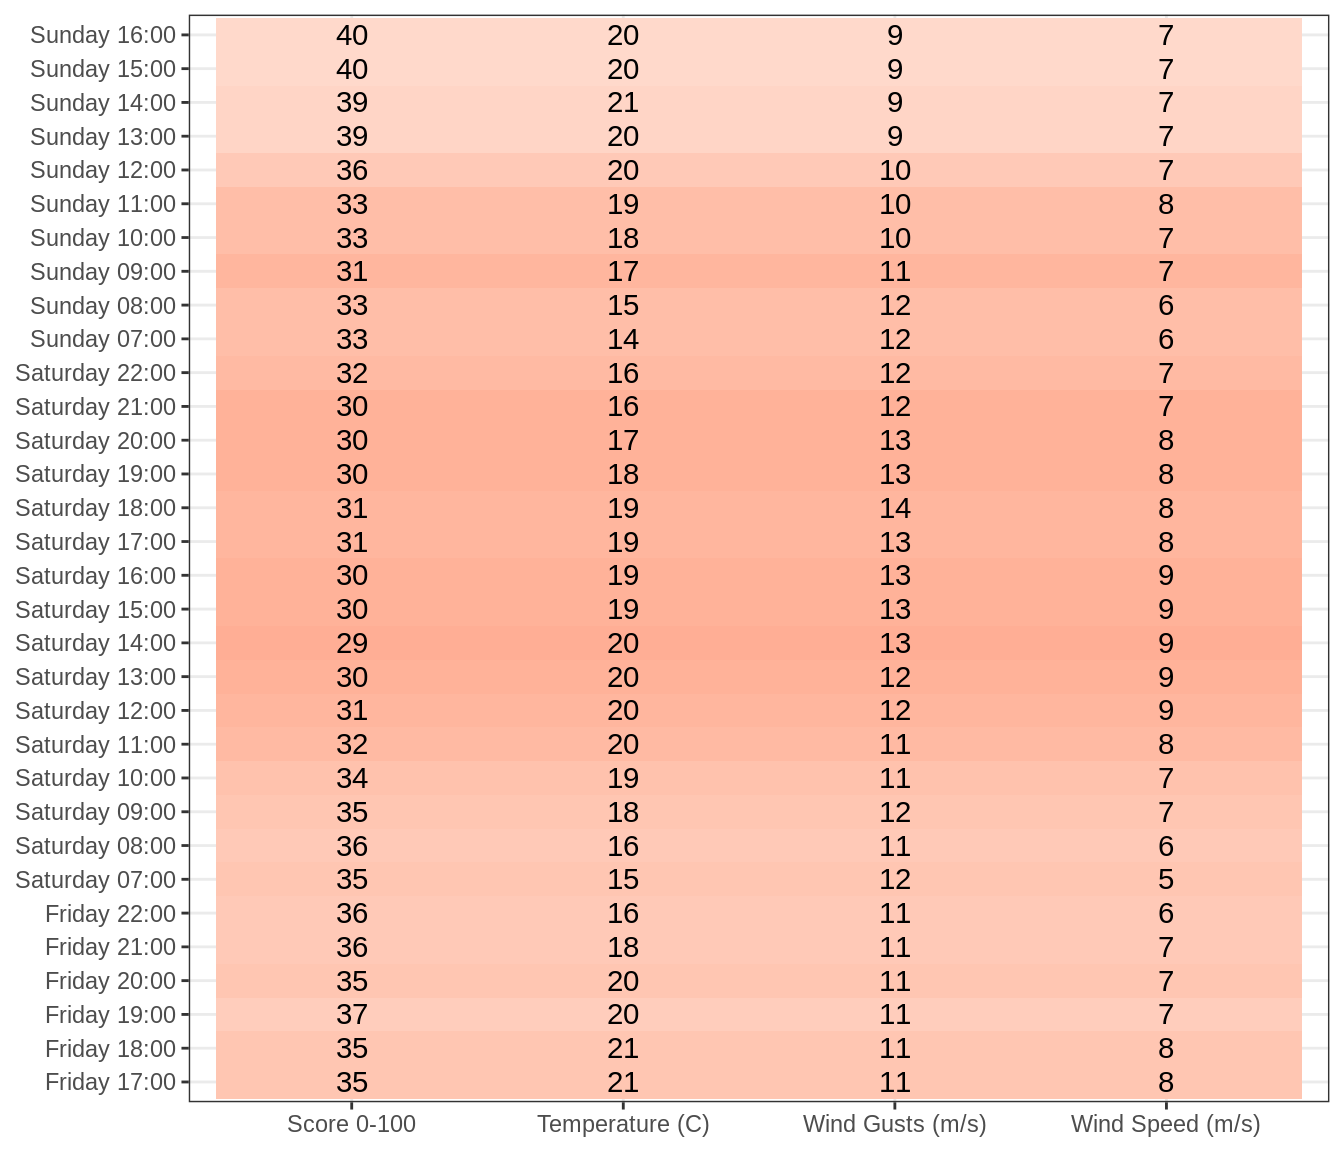 Sunday 16:00 40 20 9 7
Sunday 15:00 40 20 9 7
Sunday 14:00 39 21 9 7
Sunday 13:00 39 20 9 7
Sunday 12:00 36 20 10 7
Sunday 11:00 33 19 10 8
Sunday 10:00 33 18 10 7
Sunday 09:00 31 17 11 7
Sunday 08:00 33 15 12 6
Sunday 07:00 33 14 12 6
Saturday 22:00 32 16 12 7
Saturday 21:00 30 16 12 7
Saturday 20:00 30 17 13 8
Saturday 19:00 30 18 13 8
Saturday 18:00 31 19 14 8
Saturday 17:00 31 19 13 8
Saturday 16:00 30 19 13 9
Saturday 15:00 30 19 13 9
Saturday 14:00 29 20 13 9
Saturday 13:00 30 20 12 9
Saturday 12:00 31 20 12 9
Saturday 11:00 32 20 11 8
Saturday 10:00 34 19 11 7
Saturday 09:00 35 18 12 7
Saturday 08:00 36 16 11 6
Saturday 07:00 35 15 12 5
Friday 22:00 36 16 11 6
Friday 21:00 36 18 11 7
Friday 20:00 35 20 11 7
Friday 19:00 37 20 11 7
Friday 18:00 35 21 11 8
Friday 17:00 35 21 11 8
Score 0-100 Temperature (C) Wind Gusts (m/s) Wind Speed (m/s)